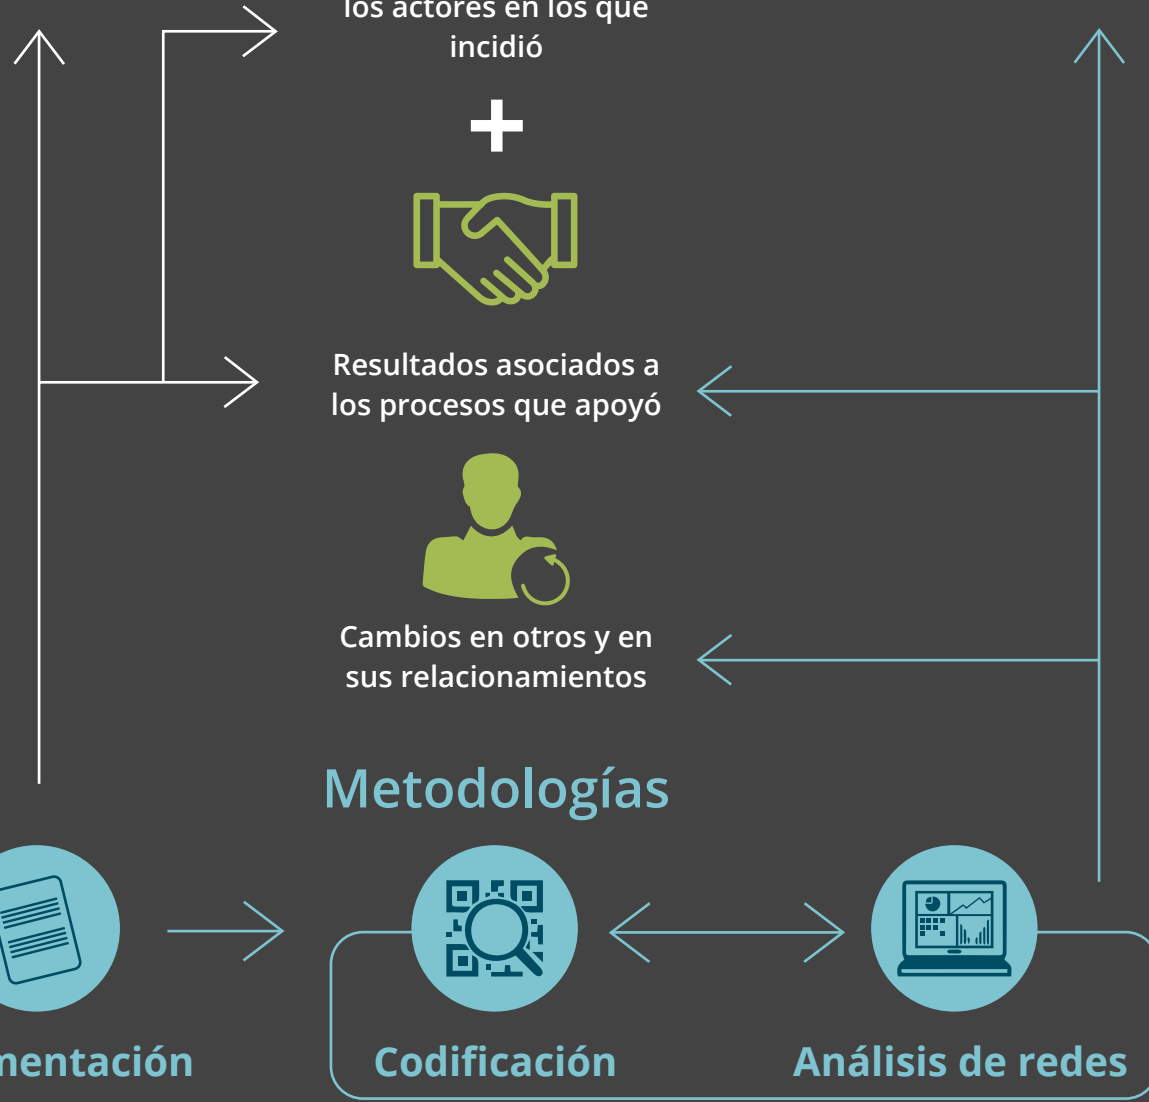 los actores en los que
incidió
Resultados asociados a
los procesos que apoyó
Cambios en otros y en
sus relacionamientos
Metodologías
mentación
Codificación
Análisis de redes